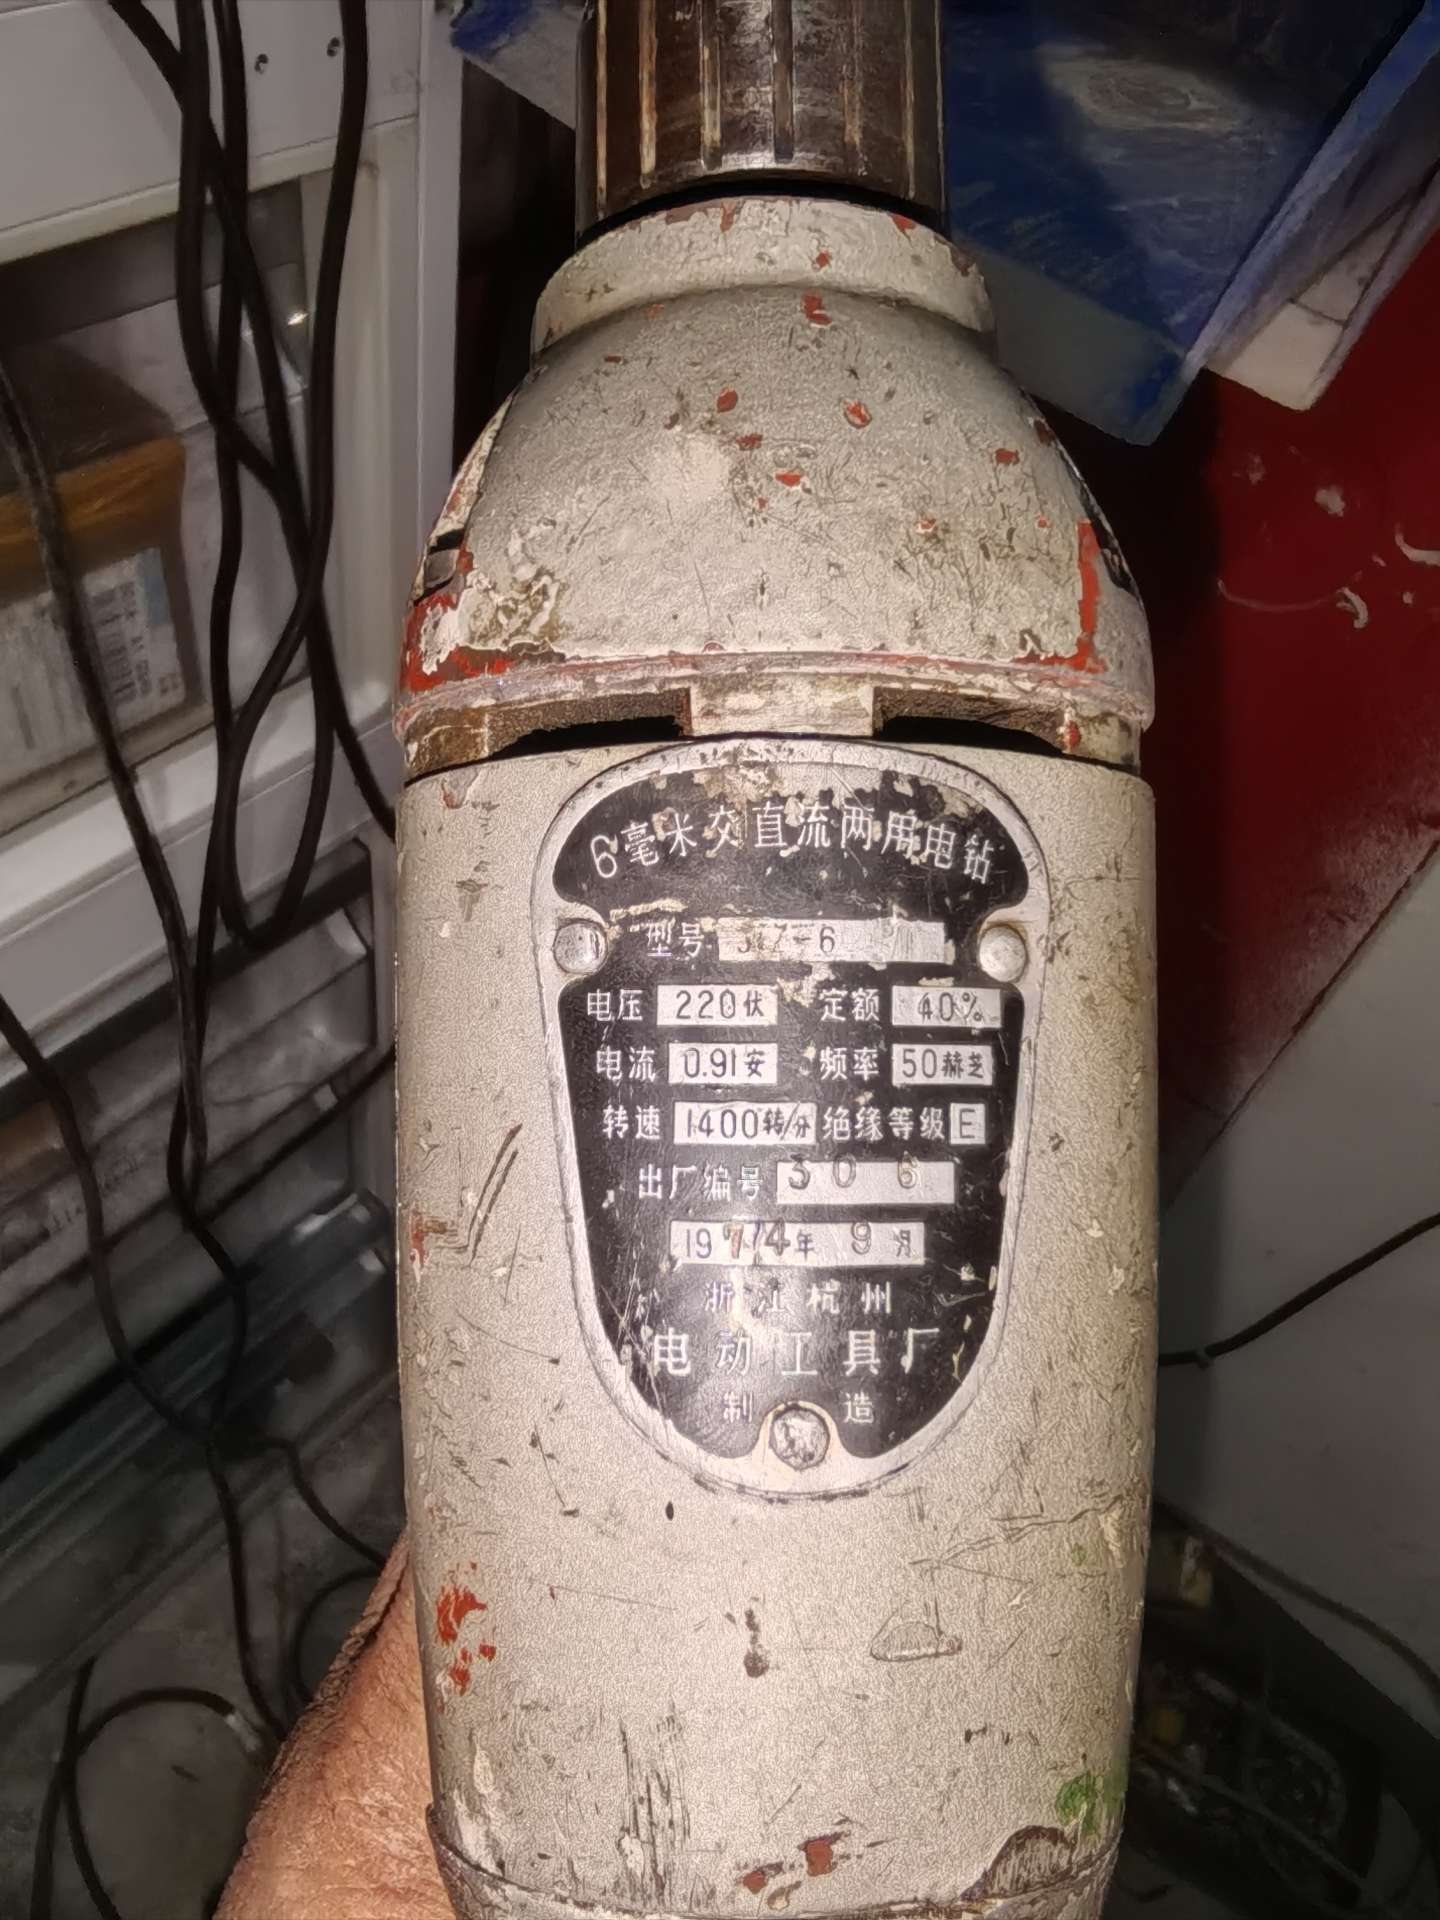 6毫米交直流两用电钻
型号 J1Z-6
电压 220伏 定额 40%
电流 0.91安 频率 50赫芝
转速 1400转/分 绝缘等级 E
出厂编号 306
1974年 9月
浙江杭州
电动工具厂
制造